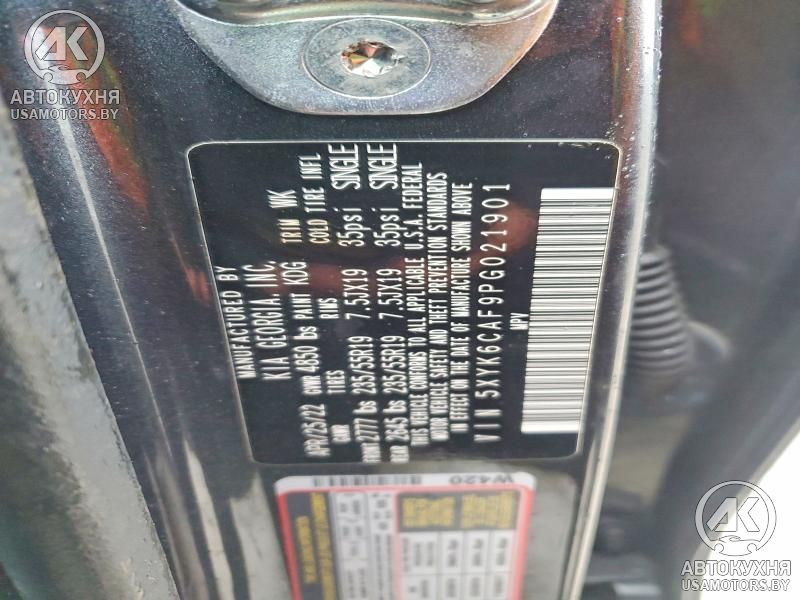 АВТОКУХНЯ
USAMOTORS.BY
MANUFACTURED BY
KIA GEORGIA, INC.
APR/25/22 GVWR 4850 lbs PAINT KDG TRIM WK
GAWR TIRES RIMS COLD TIRE INFL
FRONT 2777 lbs 235/55R19 7.5JX19 35psi SINGLE
REAR 2845 lbs 235/55R19 7.5JX19 35psi SINGLE
THIS VEHICLE CONFORMS TO ALL APPLICABLE U.S.A. FEDERAL
MOTOR VEHICLE SAFETY AND THEFT PREVENTION STANDARDS
IN EFFECT ON THE DATE OF MANUFACTURE SHOWN ABOVE
VIN 5XYK6CAF9PG021901
MPV
W420
АВТОКУХНЯ
USAMOTORS.BY